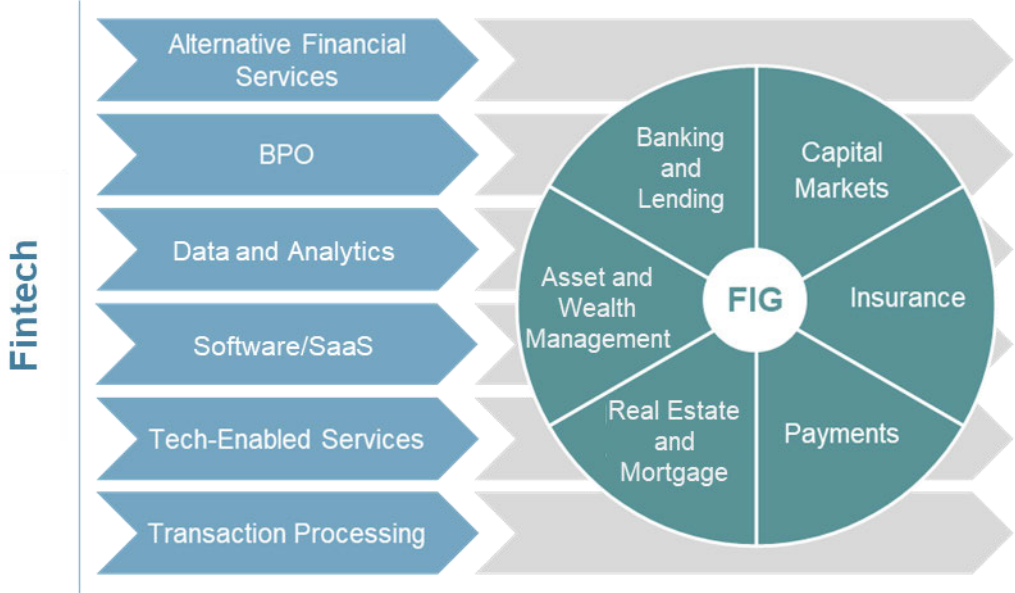 Fintech
Alternative Financial
Services
BPO
Data and Analytics
Software/SaaS
Tech-Enabled Services
Transaction Processing
Banking
and
Lending
Capital
Markets
Asset and
Wealth
Management
FIG
Insurance
Real Estate
and
Mortgage
Payments